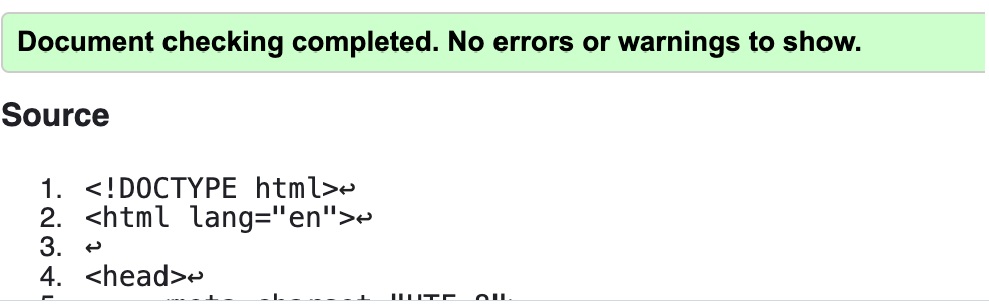 Document checking completed. No errors or warnings to show.
Source
1. <!DOCTYPE html>↩
2. <html lang="en">↩
3. ↩
4. <head>↩